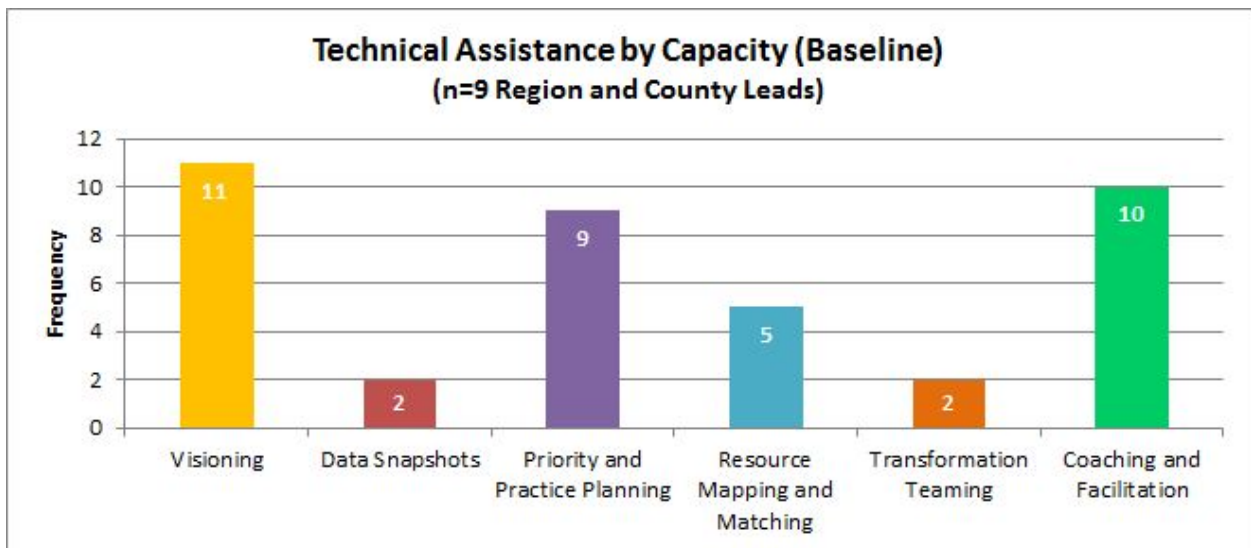 Technical Assistance by Capacity (Baseline)
(n=9 Region and County Leads)
Frequency
12
10
8
6
4
2
0
11
2
9
5
2
10
Visioning
Data Snapshots
Priority and
Practice Planning
Resource
Mapping and
Matching
Transformation
Teaming
Coaching and
Facilitation